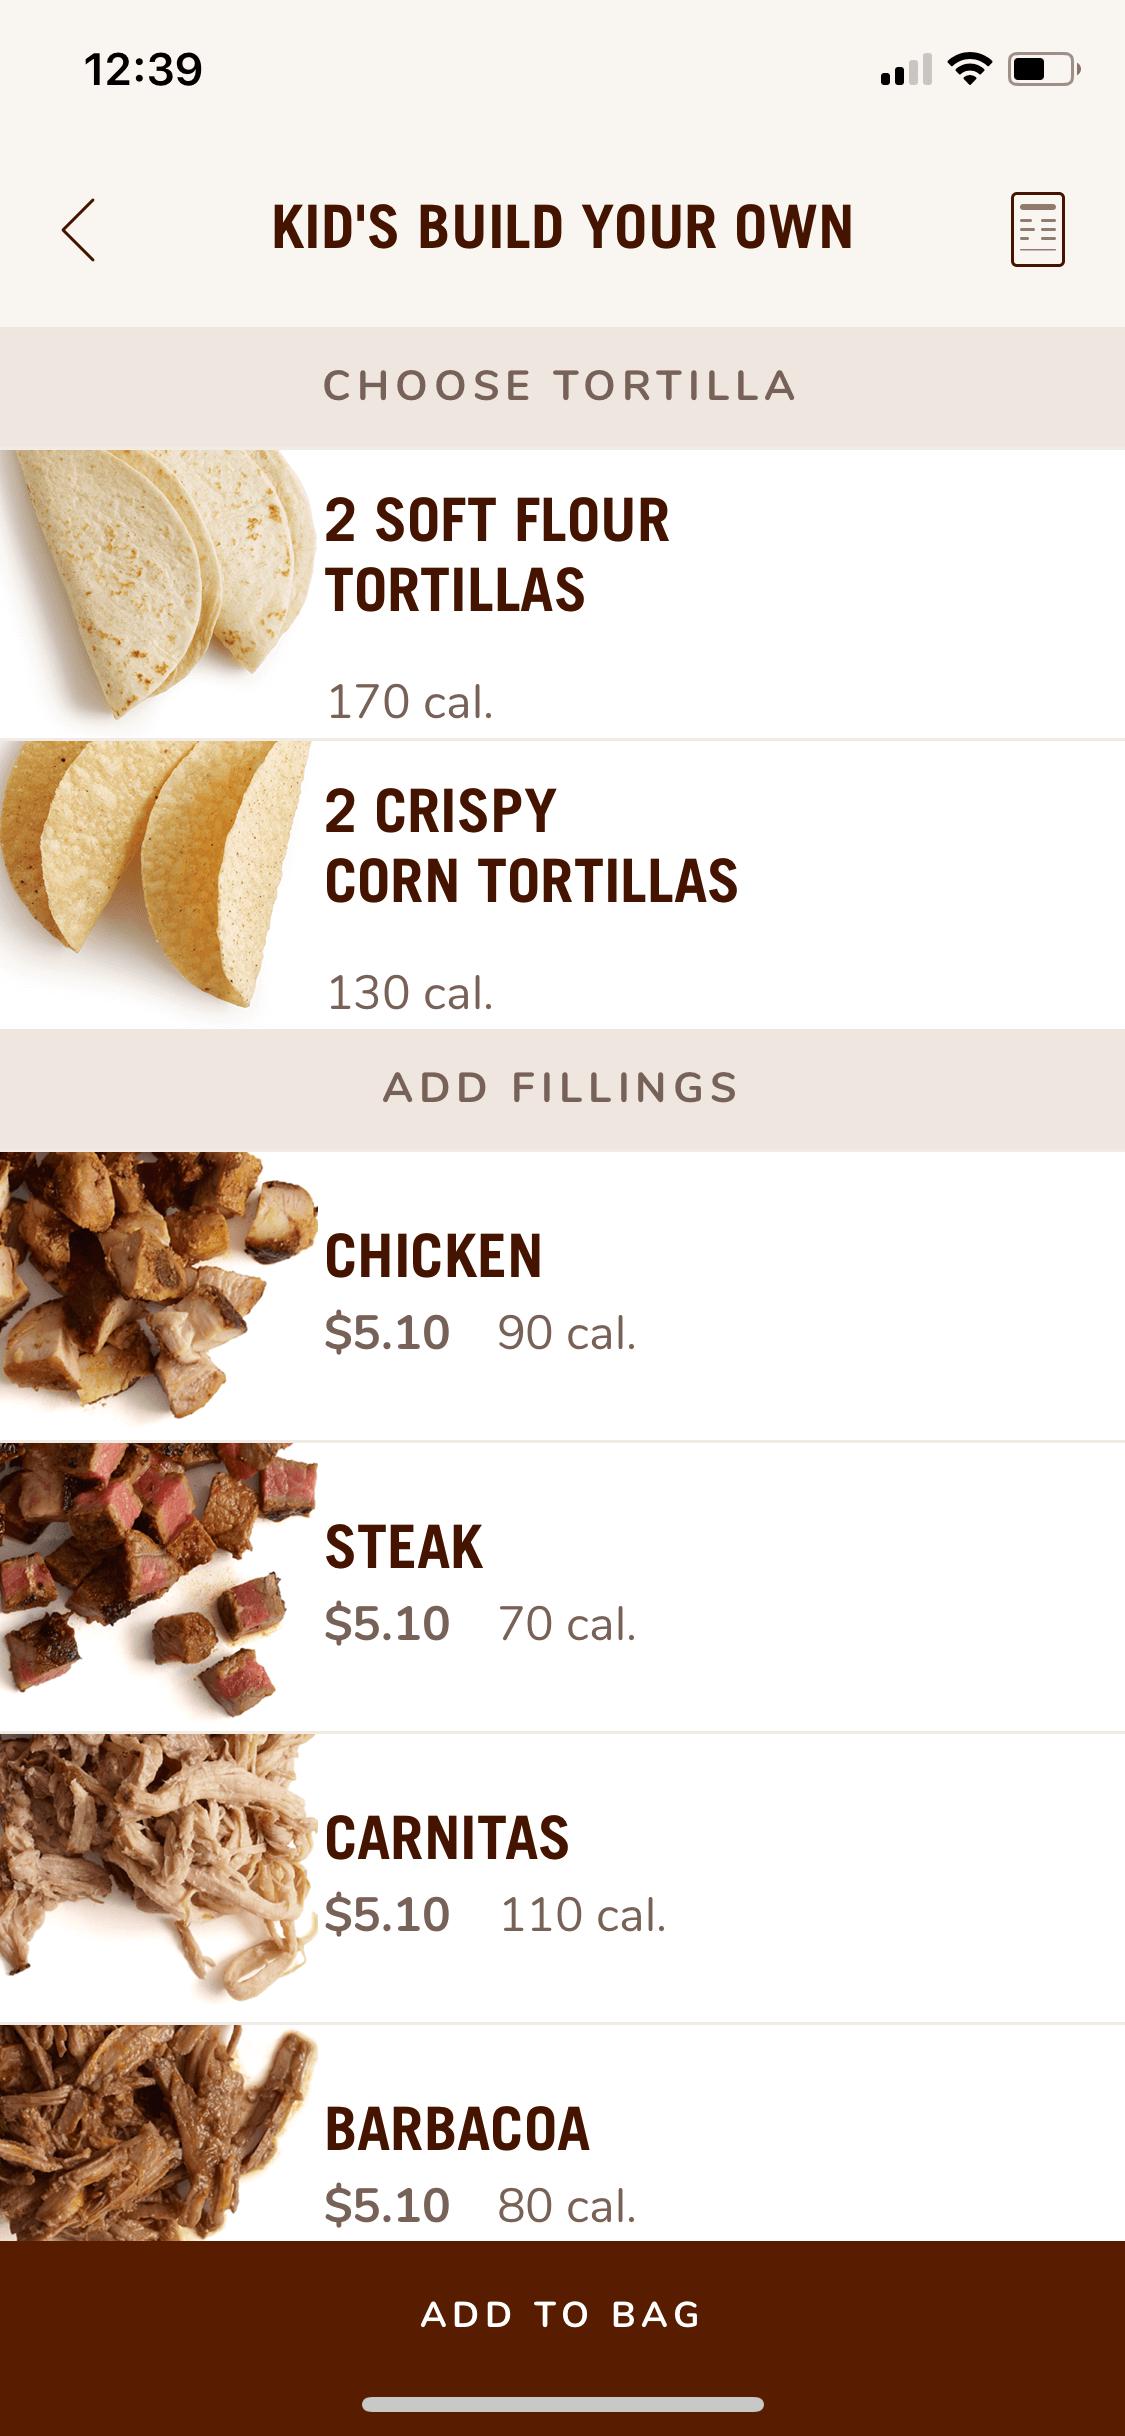 12:39
KID'S BUILD YOUR OWN
CHOOSE TORTILLA
2 SOFT FLOUR
TORTILLAS
170 cal.
2 CRISPY
CORN TORTILLAS
130 cal.
ADD FILLINGS
CHICKEN
$5.10 90 cal.
STEAK
$5.10 70 cal.
CARNITAS
$5.10 110 cal.
BARBACOA
$5.10 80 cal.
ADD TO BAG